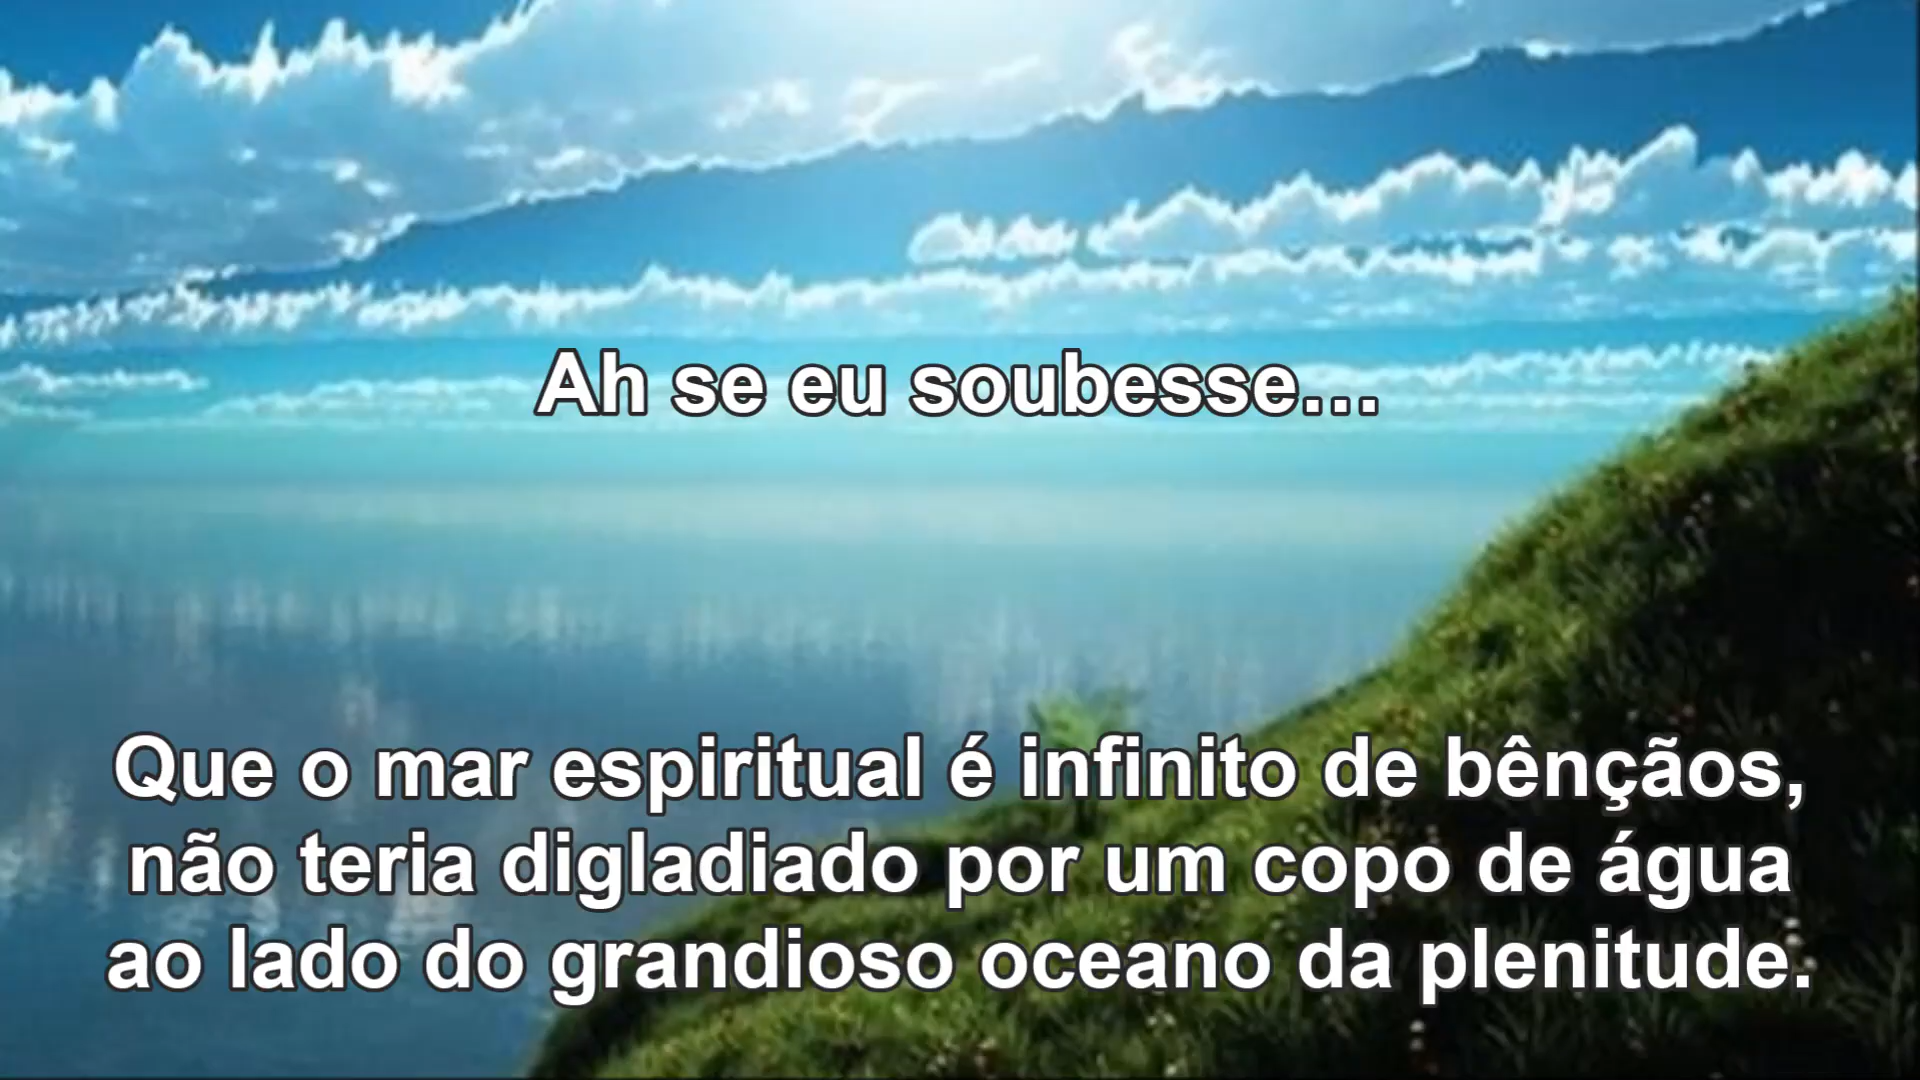 Ah se eu soubesse...
Que o mar espiritual é infinito de bênçãos,
não teria digladiado por um copo de água
ao lado do grandioso oceano da plenitude.